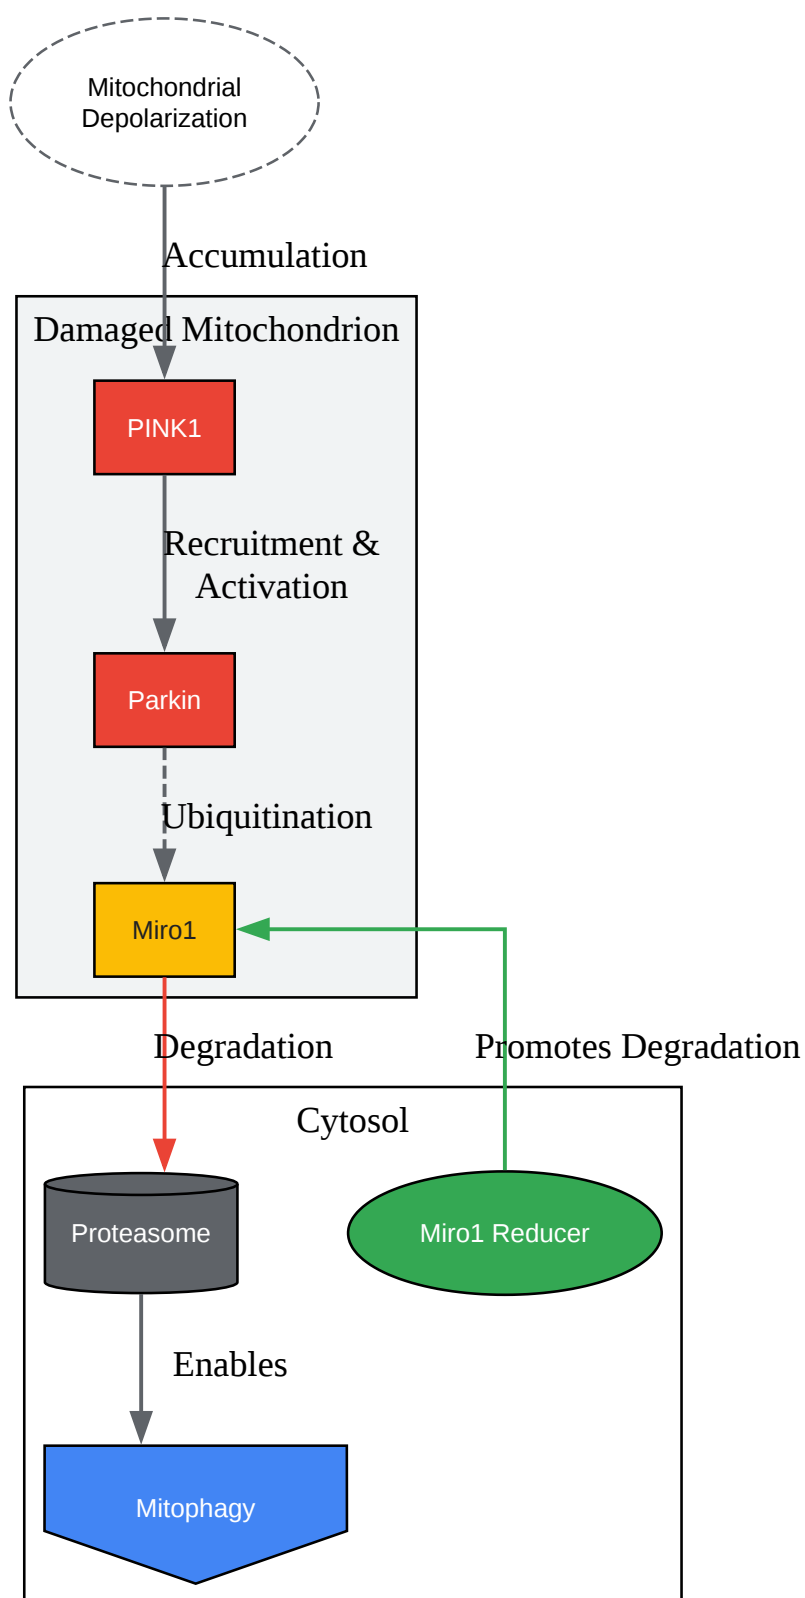 Mitochondrial
Depolarization
Accumulation
Damaged Mitochondrion
PINK1
Recruitment &
Activation
Parkin
Ubiquitination
Miro1
Degradation
Promotes Degradation
Cytosol
Proteasome
Miro1 Reducer
Enables
Mitophagy